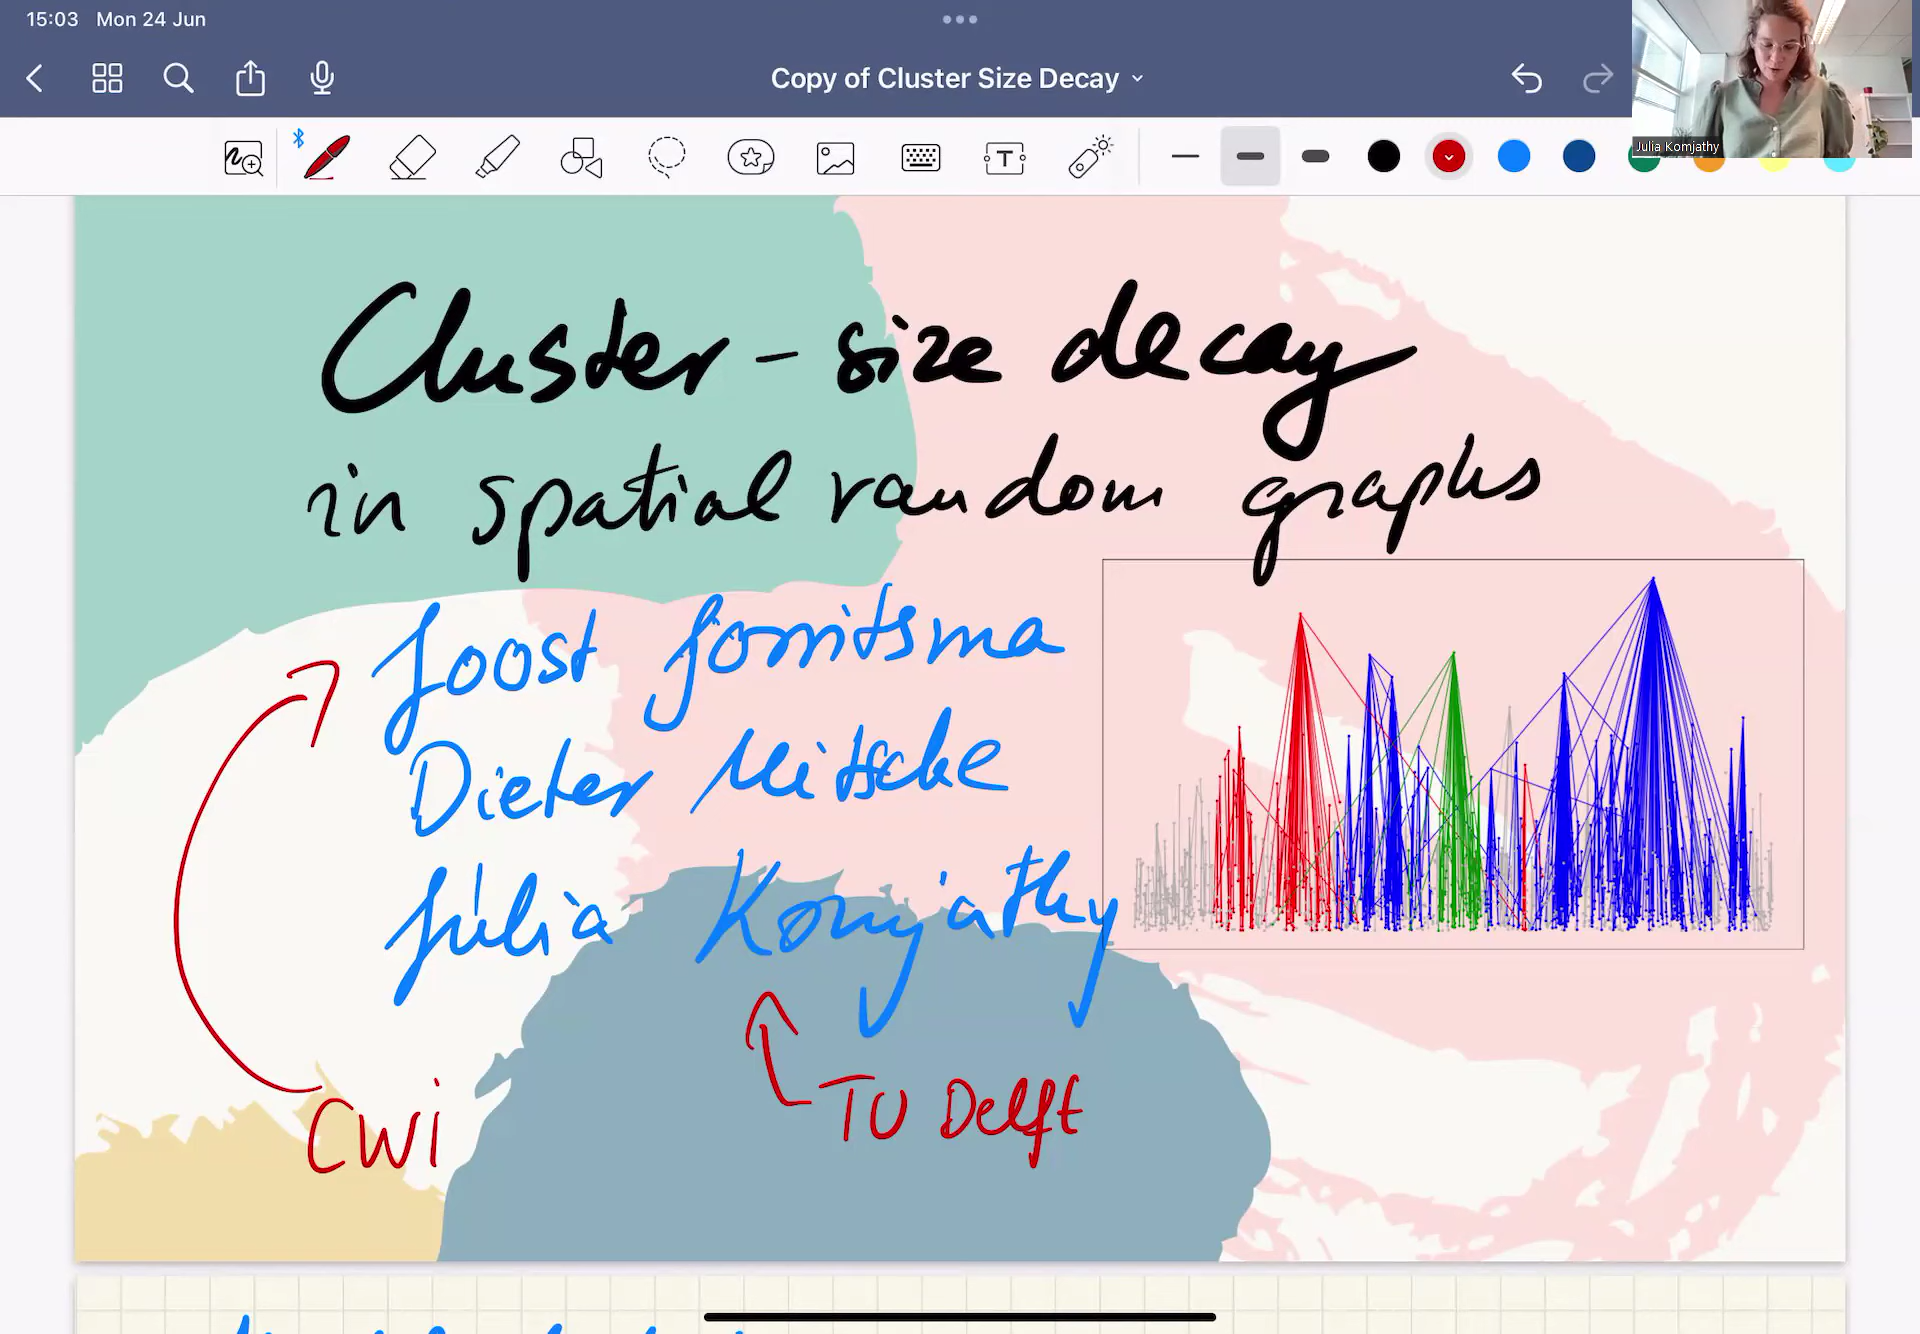 15:03 Mon 24 Jun
Copy of Cluster Size Decay
T
Julia Komjathy
Cluster - size decay
in spatial random graphs
Joost Jorritsma
Dieter Mitsche
Júlia Komjáthy
TU Delft
CWI